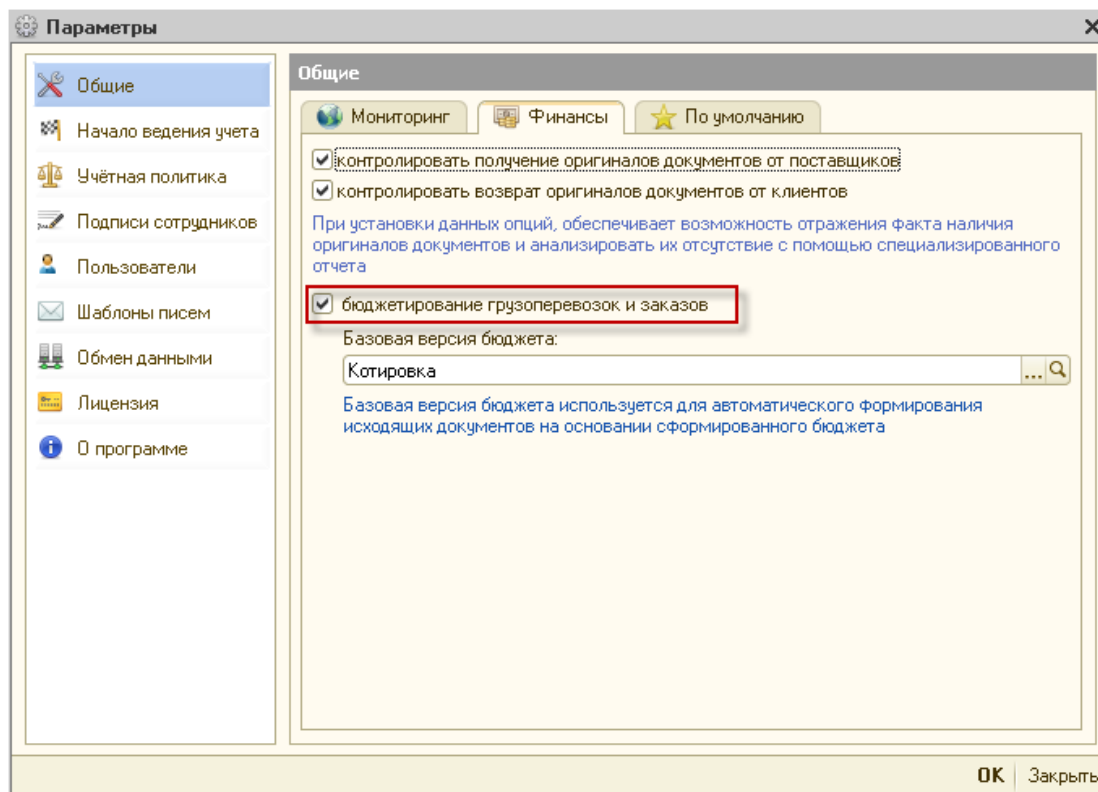 Параметры
Общие
Начало ведения учета
Учётная политика
Подписи сотрудников
Пользователи
Шаблоны писем
Обмен данными
Лицензия
О программе
Общие
Мониторинг
Финансы
По умолчанию
контролировать получение оригиналов документов от поставщиков
контролировать возврат оригиналов документов от клиентов
При установки данных опций, обеспечивает возможность отражения факта наличия
оригиналов документов и анализировать их отсутствие с помощью специализированного
отчета
бюджетирование грузоперевозок и заказов
Базовая версия бюджета:
Котировка
...
Базовая версия бюджета используется для автоматического формирования
исходящих документов на основании сформированного бюджета
OK
Закрыть